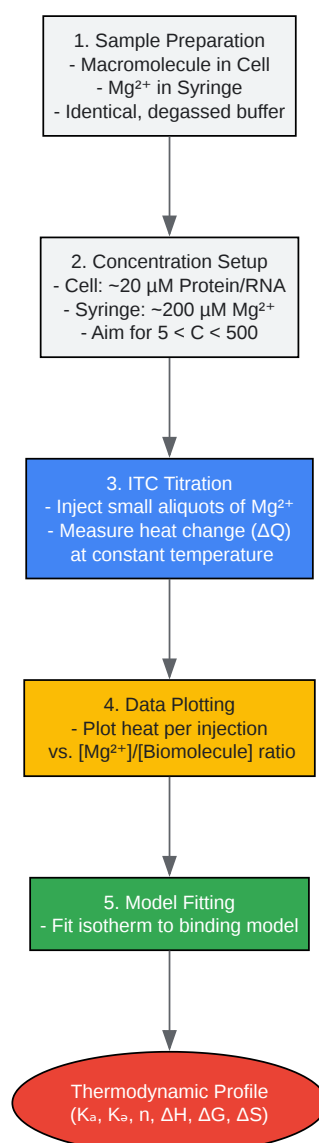 1. Sample Preparation
- Macromolecule in Cell
- Mg²⁺ in Syringe
- Identical, degassed buffer
2. Concentration Setup
- Cell: ~20 µM Protein/RNA
- Syringe: ~200 µM Mg²⁺
- Aim for 5 < C < 500
3. ITC Titration
- Inject small aliquots of Mg²⁺
- Measure heat change (ΔQ)
at constant temperature
4. Data Plotting
- Plot heat per injection
vs. [Mg²⁺]/[Biomolecule] ratio
5. Model Fitting
- Fit isotherm to binding model
Thermodynamic Profile
(Kₐ, Kₔ, n, ΔH, ΔG, ΔS)